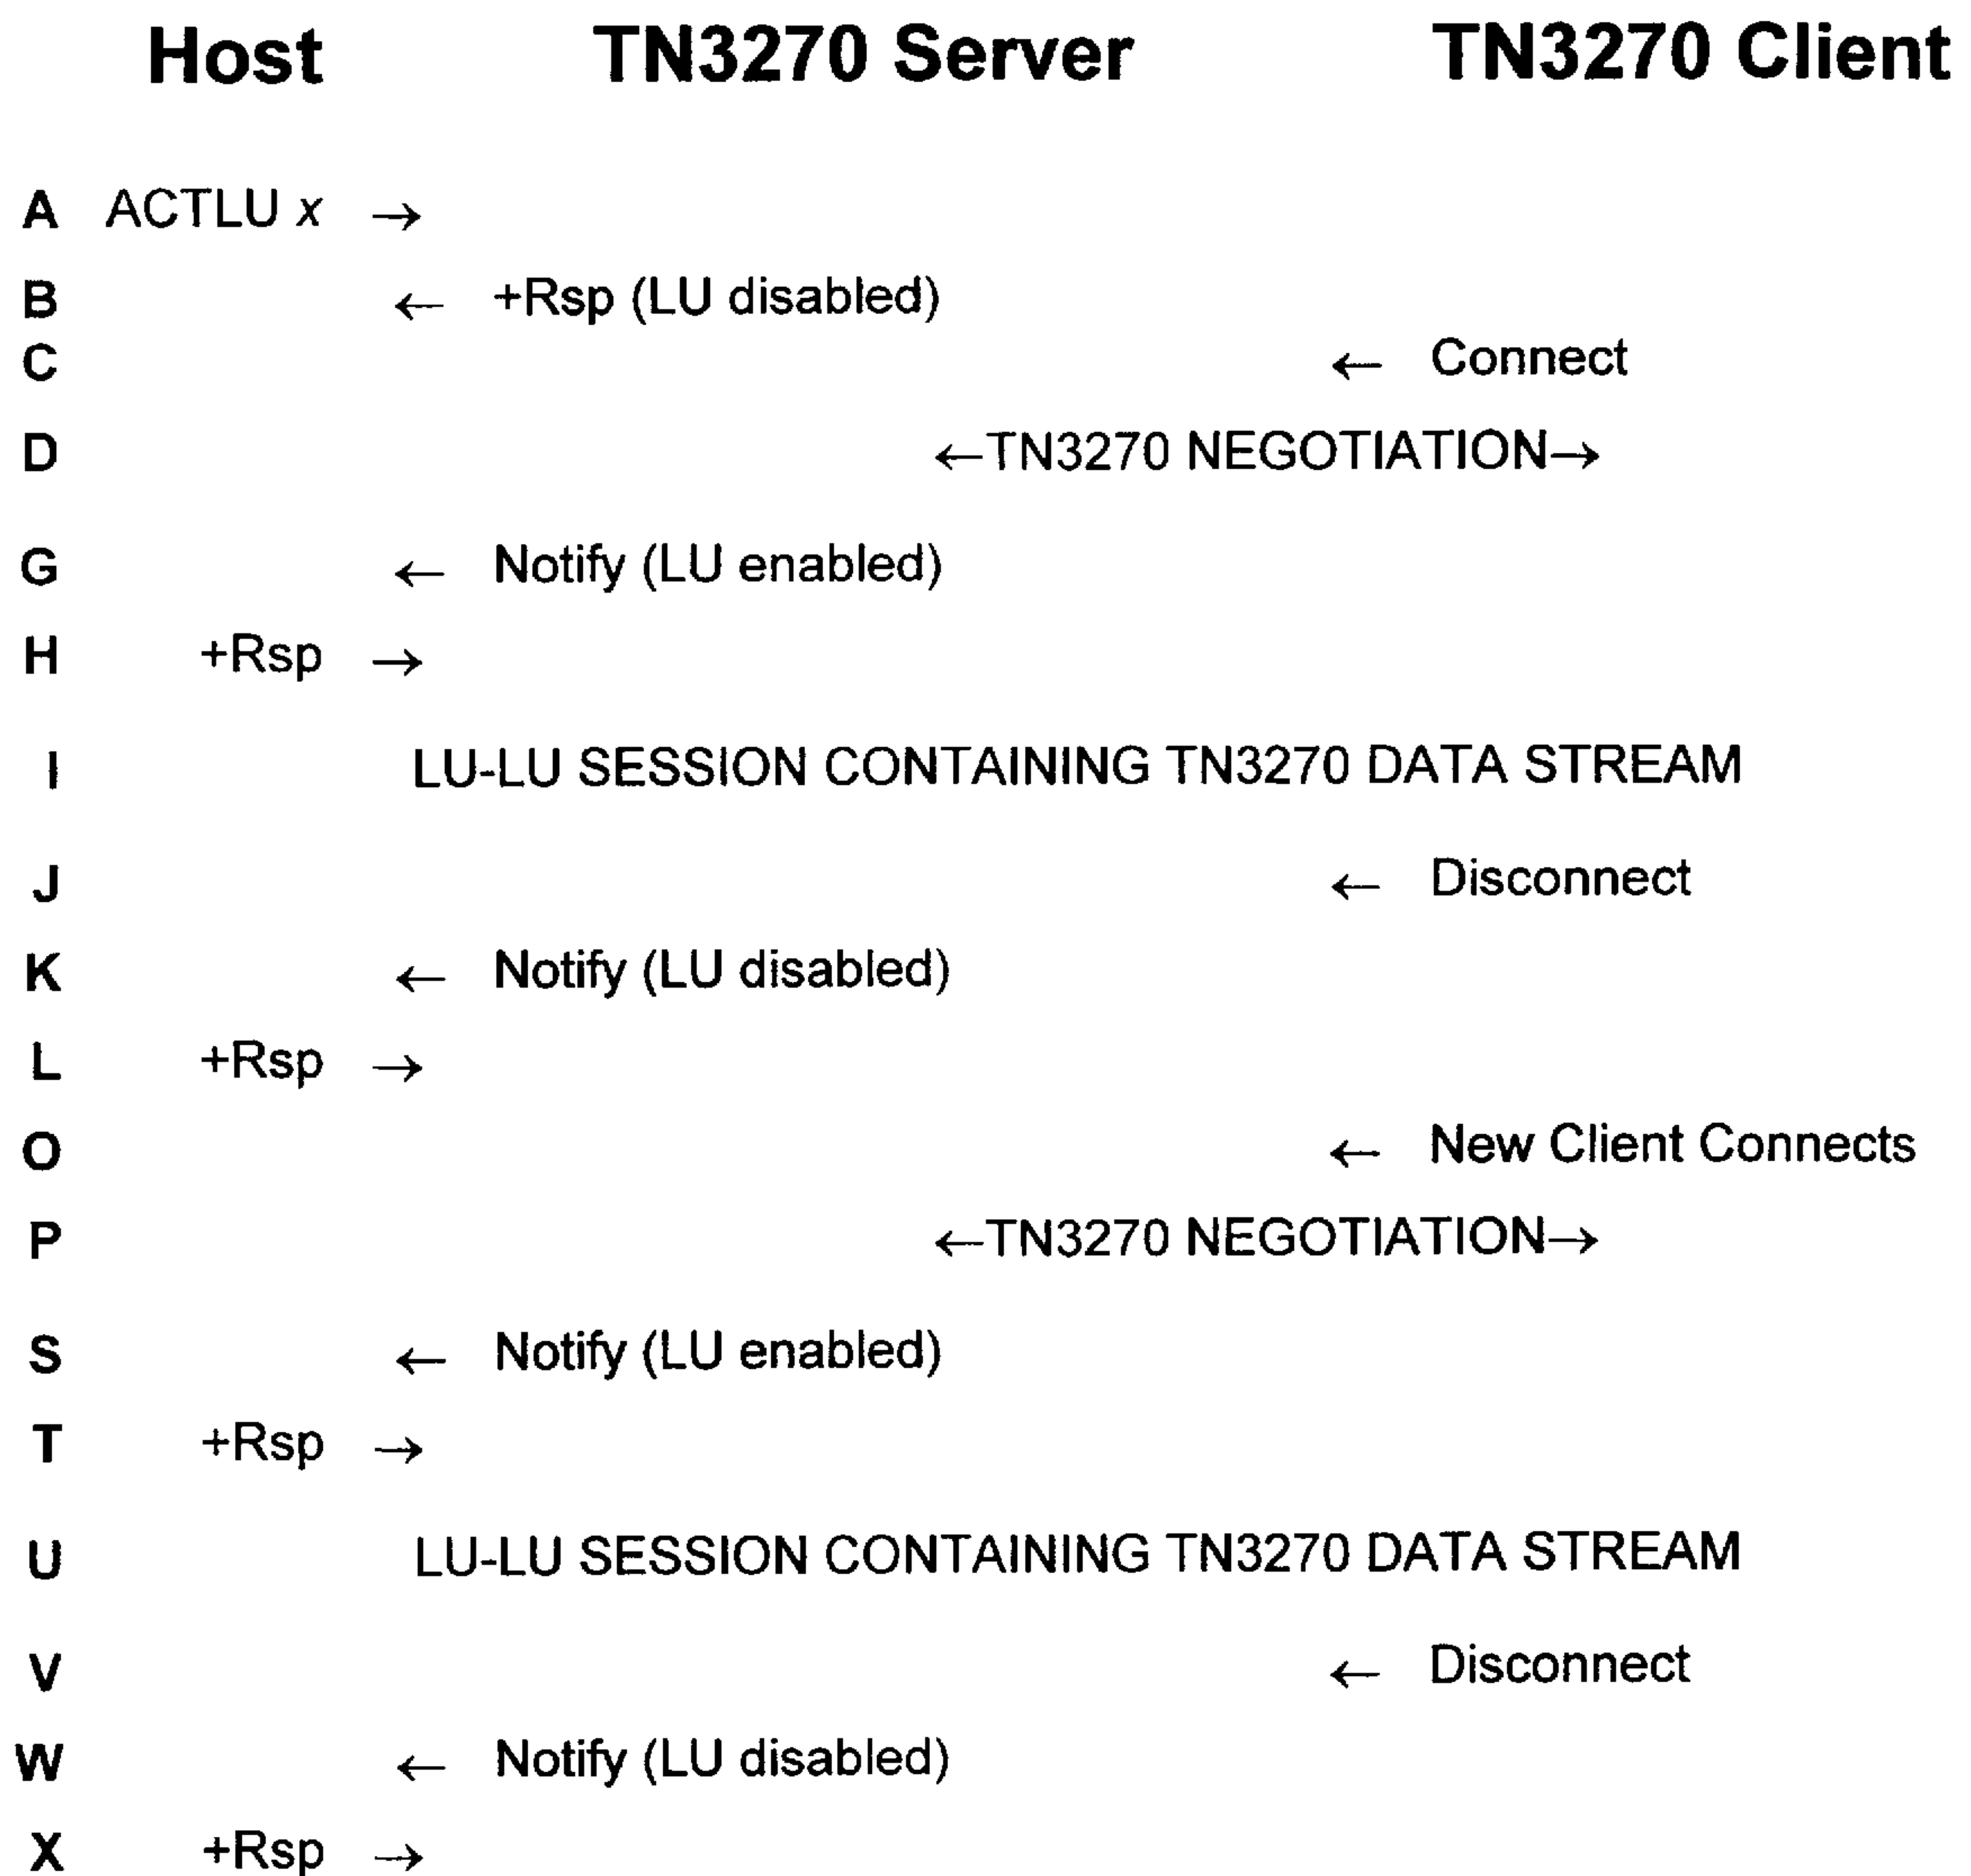 Host TN3270 Server TN3270 Client
A ACTLU x →
B ← +Rsp (LU disabled)
C ← Connect
D ←TN3270 NEGOTIATION→
G ← Notify (LU enabled)
H +Rsp →
I LU-LU SESSION CONTAINING TN3270 DATA STREAM
J ← Disconnect
K ← Notify (LU disabled)
L +Rsp →
O ← New Client Connects
P ←TN3270 NEGOTIATION→
S ← Notify (LU enabled)
T +Rsp →
U LU-LU SESSION CONTAINING TN3270 DATA STREAM
V ← Disconnect
W ← Notify (LU disabled)
X +Rsp →